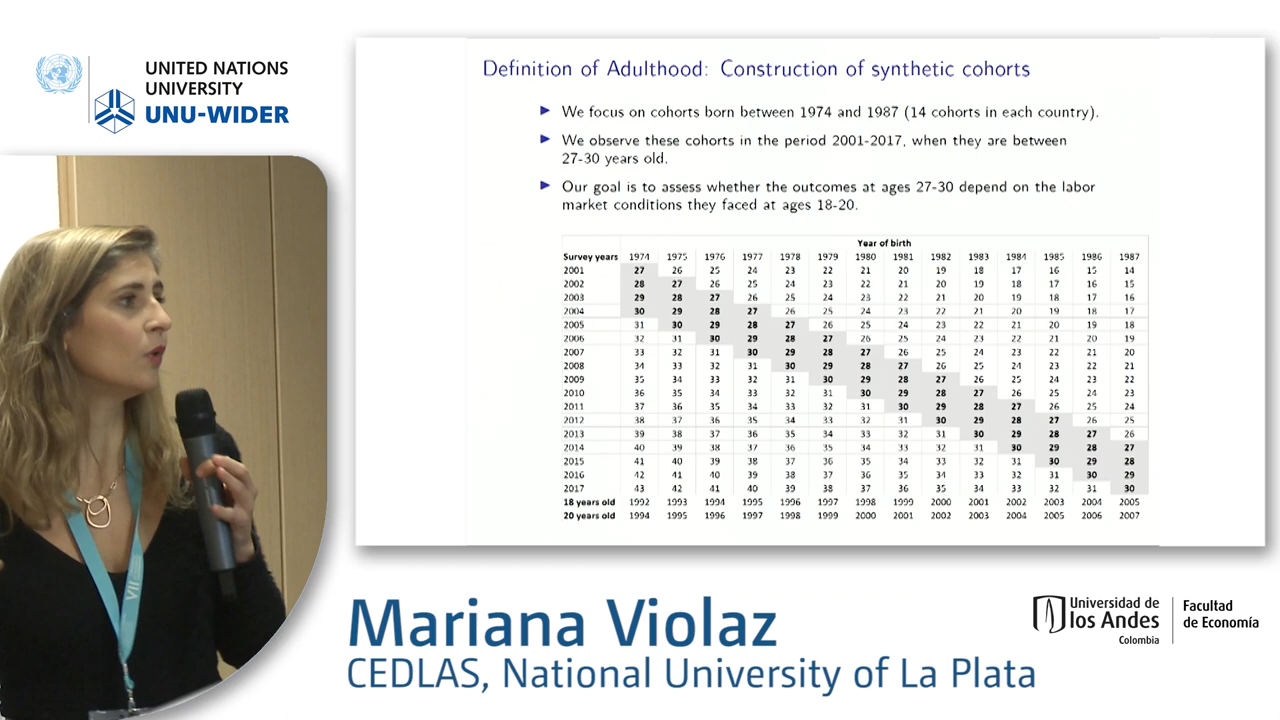 UNITED NATIONS
UNIVERSITY
UNU-WIDER
Definition of Adulthood: Construction of synthetic cohorts
We focus on cohorts born between 1974 and 1987 (14 cohorts in each country).
We observe these cohorts in the period 2001-2017, when they are between
27-30 years old.
Our goal is to assess whether the outcomes at ages 27-30 depend on the labor
market conditions they faced at ages 18-20.
Year of birth
Survey years 1974 1975 1976 1977 1978 1979 1980 1981 1982 1983 1984 1985 1986 1987
2001 27 26 25 24 23 22 21 20 19 18 17 16 15 14
2002 28 27 26 25 24 23 22 21 20 19 18 17 16 15
2003 29 28 27 26 25 24 23 22 21 20 19 18 17 16
2004 30 29 28 27 26 25 24 23 22 21 20 19 18 17
2005 31 30 29 28 27 26 25 24 23 22 21 20 19 18
2006 32 31 30 29 28 27 26 25 24 23 22 21 20 19
2007 33 32 31 30 29 28 27 26 25 24 23 22 21 20
2008 34 33 32 31 30 29 28 27 26 25 24 23 22 21
2009 35 34 33 32 31 30 29 28 27 26 25 24 23 22
2010 36 35 34 33 32 31 30 29 28 27 26 25 24 23
2011 37 36 35 34 33 32 31 30 29 28 27 26 25 24
2012 38 37 36 35 34 33 32 31 30 29 28 27 26 25
2013 39 38 37 36 35 34 33 32 31 30 29 28 27 26
2014 40 39 38 37 36 35 34 33 32 31 30 29 28 27
2015 41 40 39 38 37 36 35 34 33 32 31 30 29 28
2016 42 41 40 39 38 37 36 35 34 33 32 31 30 29
2017 43 42 41 40 39 38 37 36 35 34 33 32 31 30
18 years old 1992 1993 1994 1995 1996 1997 1998 1999 2000 2001 2002 2003 2004 2005
20 years old 1994 1995 1996 1997 1998 1999 2000 2001 2002 2003 2004 2005 2006 2007
VII
Mariana Violaz
CEDLAS, National University of La Plata
Universidad de
los Andes
Colombia
Facultad
de Economía